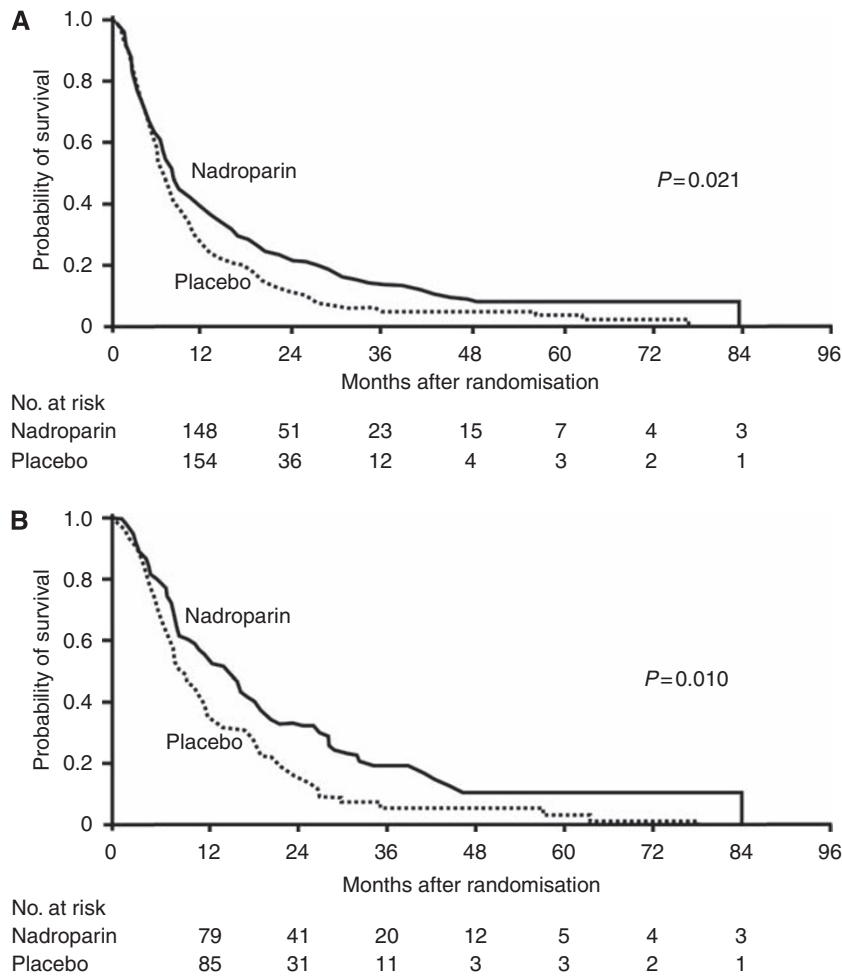 A
1.0
0.8
0.6
0.4
0.2
0
Probability of survival
Nadroparin
Placebo
P=0.021
0 12 24 36 48 60 72 84 96
Months after randomisation
No. at risk
Nadroparin 148 51 23 15 7 4 3
Placebo 154 36 12 4 3 2 1
B
1.0
0.8
0.6
0.4
0.2
0
Probability of survival
Nadroparin
Placebo
P=0.010
0 12 24 36 48 60 72 84 96
Months after randomisation
No. at risk
Nadroparin 79 41 20 12 5 4 3
Placebo 85 31 11 3 3 2 1